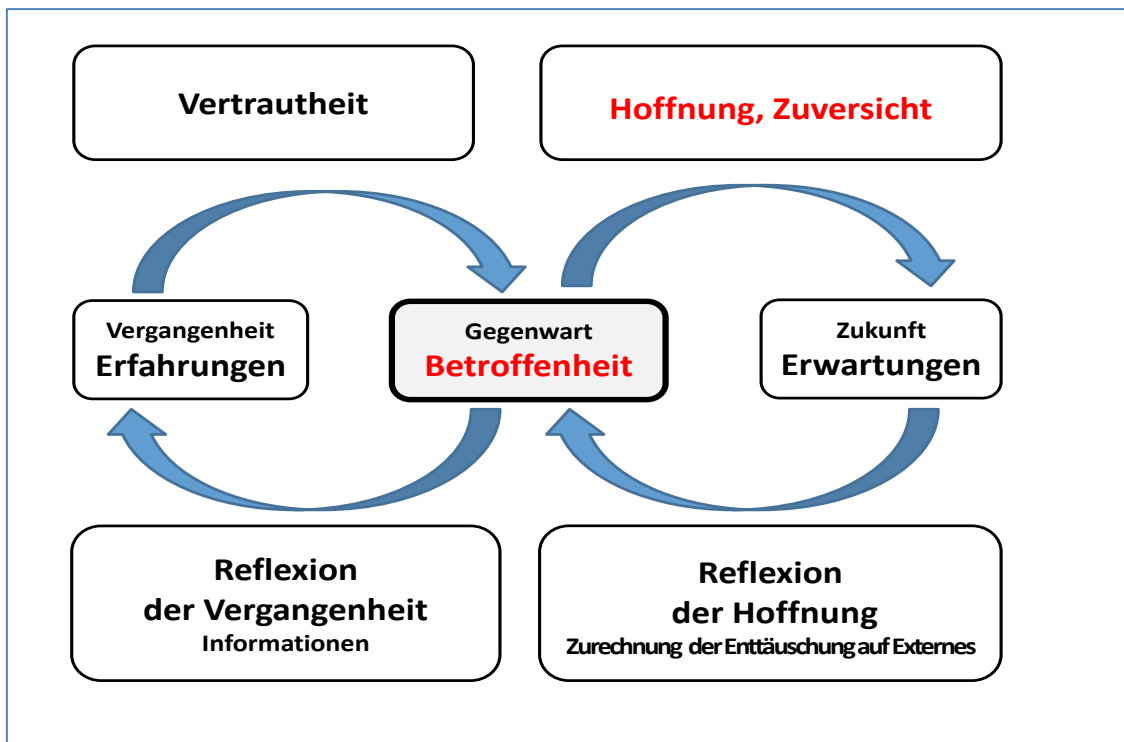 Vertrautheit
Hoffnung, Zuversicht
Vergangenheit
Erfahrungen
Gegenwart
Betroffenheit
Zukunft
Erwartungen
Reflexion
der Vergangenheit
Informationen
Reflexion
der Hoffnung
Zurechnung der Enttäuschung auf Externes